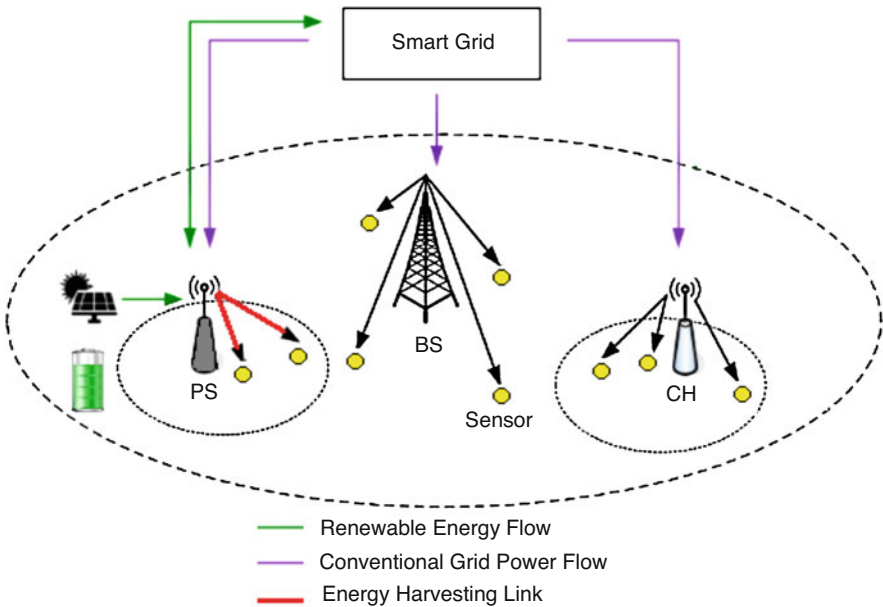 Smart Grid
BS
PS
CH
Sensor
Renewable Energy Flow
Conventional Grid Power Flow
Energy Harvesting Link